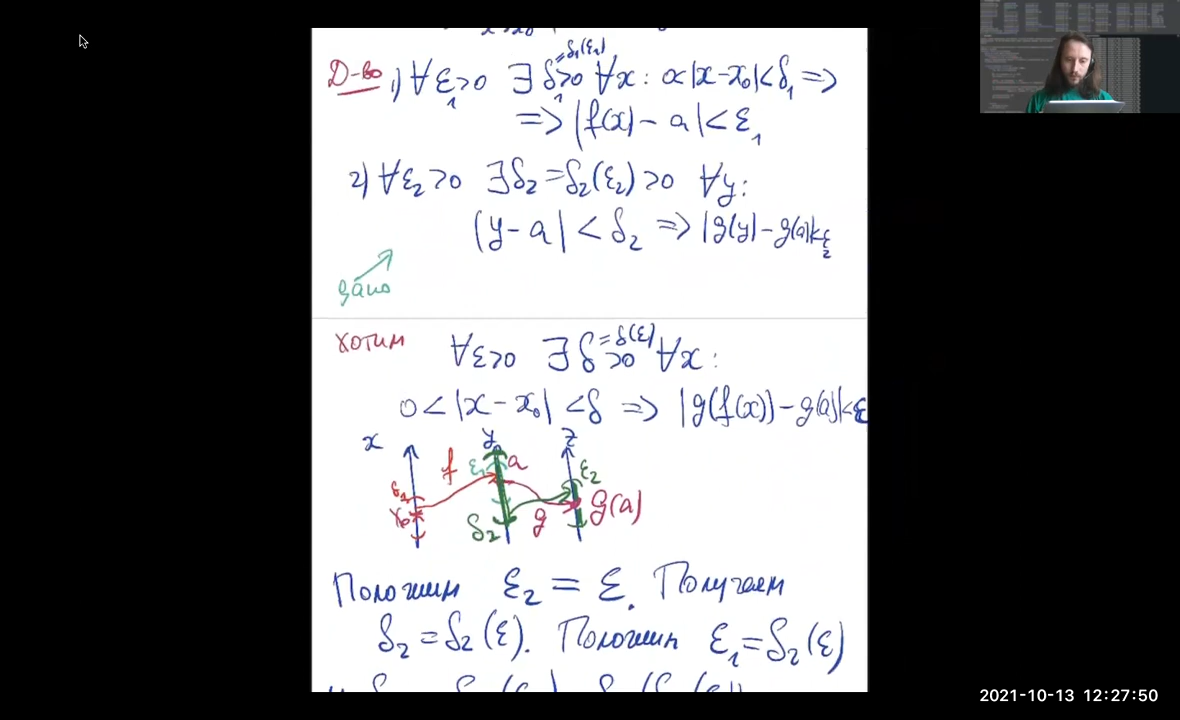 = δ₁(ε₁)
Д-во 1) ∀ε₁>0 ∃ δ₁>0 ∀x: 0<|x-x₀|<δ₁ =>
=> |f(x) - a| < ε₁
2) ∀ε₂>0 ∃δ₂=δ₂(ε₂)>0 ∀y:
|y-a| < δ₂ => |g(y)-g(a)|<ε₂
дано
хотим ∀ε>0 ∃ δ=δ(ε)>0 ∀x:
0<|x-x₀|<δ => |g(f(x))-g(a)|<ε
x y z
f ε₁ a ε₂
δ₁
x₀ g(a)
δ₂ g
Положим ε₂ = ε. Получаем
δ₂=δ₂(ε). Положим ε₁=δ₂(ε)
2021-10-13 12:27:50